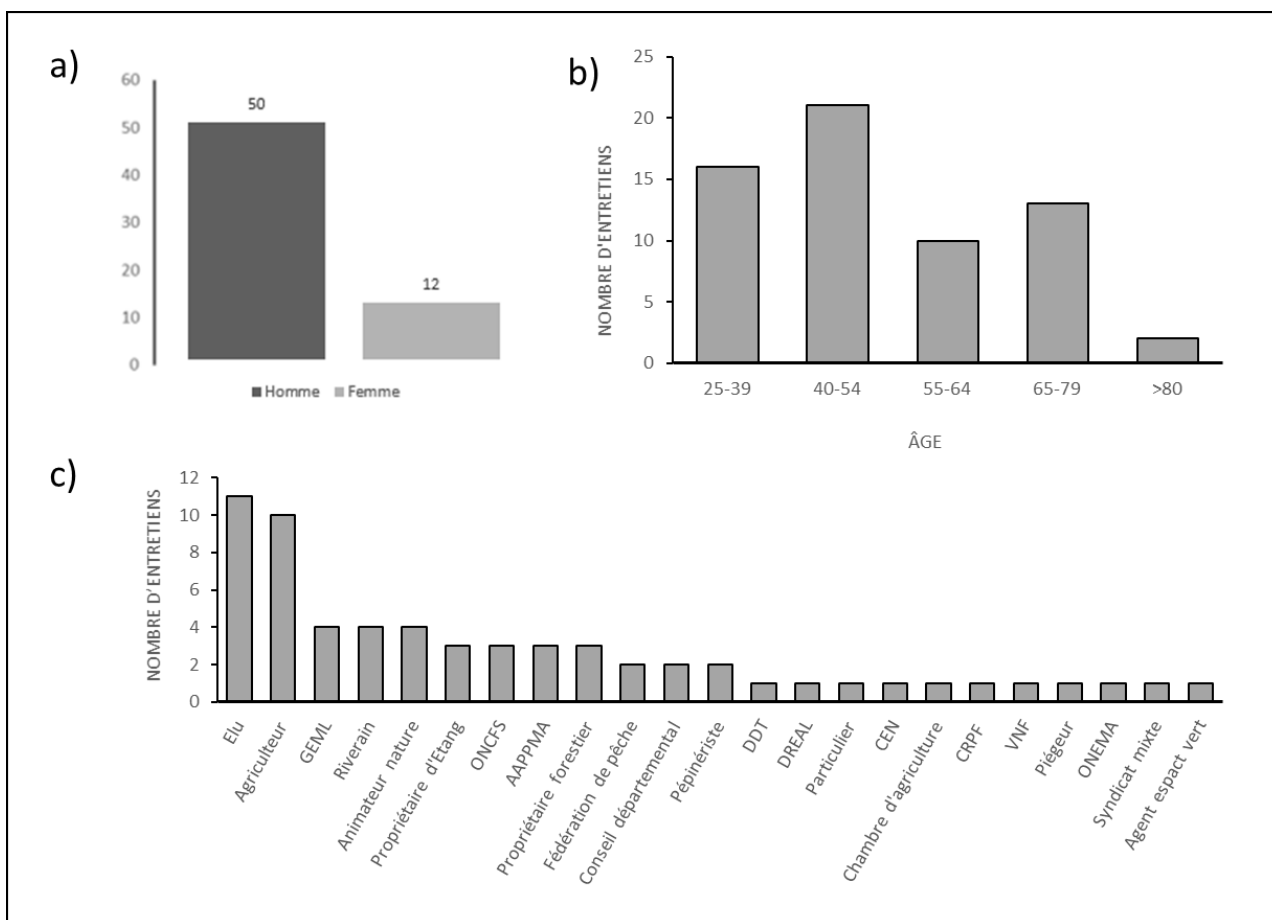 a)
60
50
40
30
20
10
0
50
12
Homme Femme
b)
NOMBRE D'ENTRETIENS
25
20
15
10
5
0
25-39 40-54 55-64 65-79 >80
ÂGE
c)
NOMBRE D'ENTRETIENS
12
10
8
6
4
2
0
Elu
Agriculteur
GEML
Riverain
Animateur nature
Propriétaire d'Etang
ONCFS
AAPPMA
Propriétaire forestier
Fédération de pêche
Conseil départemental
Pépinériste
DDT
DREAL
Particulier
CEN
Chambre d'agriculture
CRPF
VNF
Piégeur
ONEMA
Syndicat mixte
Agent espact vert